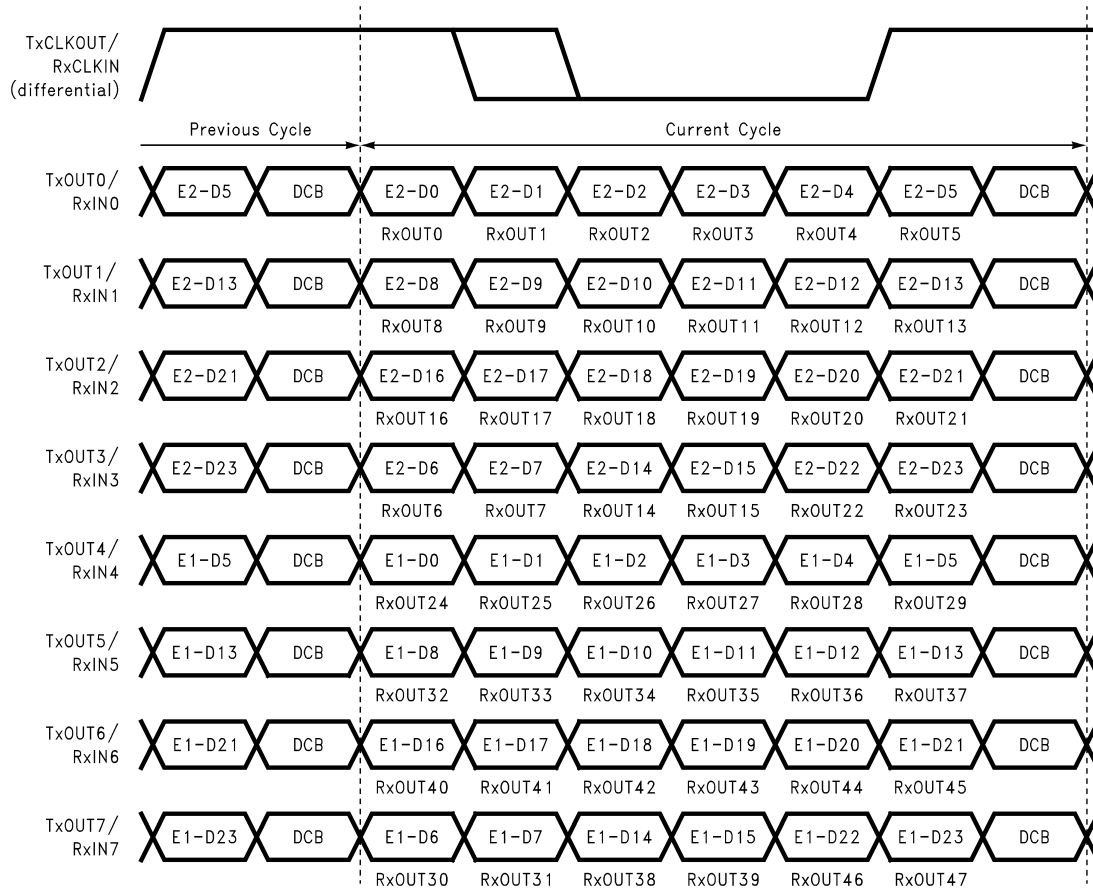 TxCLKOUT/
RxCLKIN
(differential)
Previous Cycle Current Cycle
TxOUT0/
RxIN0
E2-D5 DCB E2-D0 E2-D1 E2-D2 E2-D3 E2-D4 E2-D5 DCB
RxOUT0 RxOUT1 RxOUT2 RxOUT3 RxOUT4 RxOUT5
TxOUT1/
RxIN1
E2-D13 DCB E2-D8 E2-D9 E2-D10 E2-D11 E2-D12 E2-D13 DCB
RxOUT8 RxOUT9 RxOUT10 RxOUT11 RxOUT12 RxOUT13
TxOUT2/
RxIN2
E2-D21 DCB E2-D16 E2-D17 E2-D18 E2-D19 E2-D20 E2-D21 DCB
RxOUT16 RxOUT17 RxOUT18 RxOUT19 RxOUT20 RxOUT21
TxOUT3/
RxIN3
E2-D23 DCB E2-D6 E2-D7 E2-D14 E2-D15 E2-D22 E2-D23 DCB
RxOUT6 RxOUT7 RxOUT14 RxOUT15 RxOUT22 RxOUT23
TxOUT4/
RxIN4
E1-D5 DCB E1-D0 E1-D1 E1-D2 E1-D3 E1-D4 E1-D5 DCB
RxOUT24 RxOUT25 RxOUT26 RxOUT27 RxOUT28 RxOUT29
TxOUT5/
RxIN5
E1-D13 DCB E1-D8 E1-D9 E1-D10 E1-D11 E1-D12 E1-D13 DCB
RxOUT32 RxOUT33 RxOUT34 RxOUT35 RxOUT36 RxOUT37
TxOUT6/
RxIN6
E1-D21 DCB E1-D16 E1-D17 E1-D18 E1-D19 E1-D20 E1-D21 DCB
RxOUT40 RxOUT41 RxOUT42 RxOUT43 RxOUT44 RxOUT45
TxOUT7/
RxIN7
E1-D23 DCB E1-D6 E1-D7 E1-D14 E1-D15 E1-D22 E1-D23 DCB
RxOUT30 RxOUT31 RxOUT38 RxOUT39 RxOUT46 RxOUT47